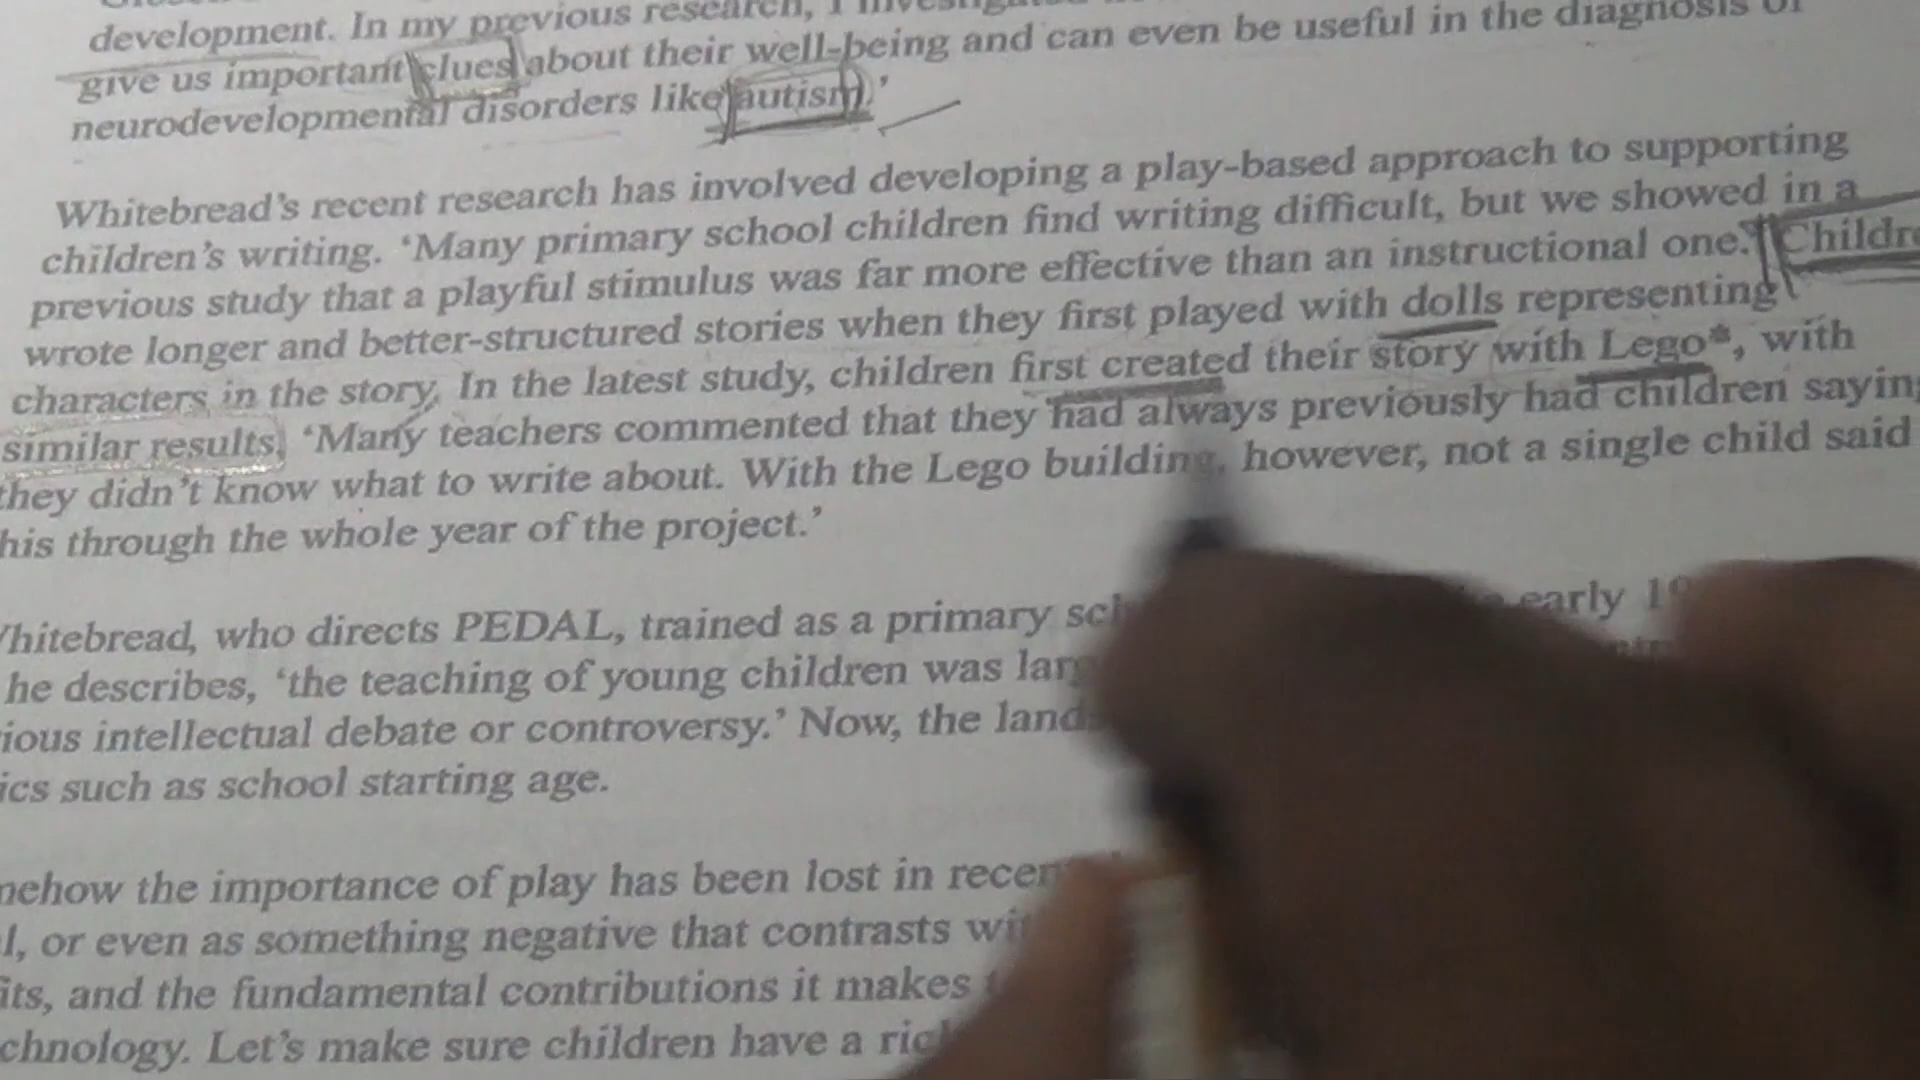 development. In my previous research, I
give us important clues about their well-being and can even be useful in the diagnosis of
neurodevelopmental disorders like autism.'
Whitebread's recent research has involved developing a play-based approach to supporting
children's writing. 'Many primary school children find writing difficult, but we showed in a
previous study that a playful stimulus was far more effective than an instructional one.' Childre
wrote longer and better-structured stories when they first played with dolls representing
characters in the story. In the latest study, children first created their story with Lego*, with
similar results. 'Many teachers commented that they had always previously had children saying
they didn't know what to write about. With the Lego building, however, not a single child said
his through the whole year of the project.'
Whitebread, who directs PEDAL, trained as a primary sch early 19
he describes, 'the teaching of young children was larg
ious intellectual debate or controversy.' Now, the lands
ics such as school starting age.
mehow the importance of play has been lost in recen
l, or even as something negative that contrasts wit
its, and the fundamental contributions it makes
chnology. Let's make sure children have a ric